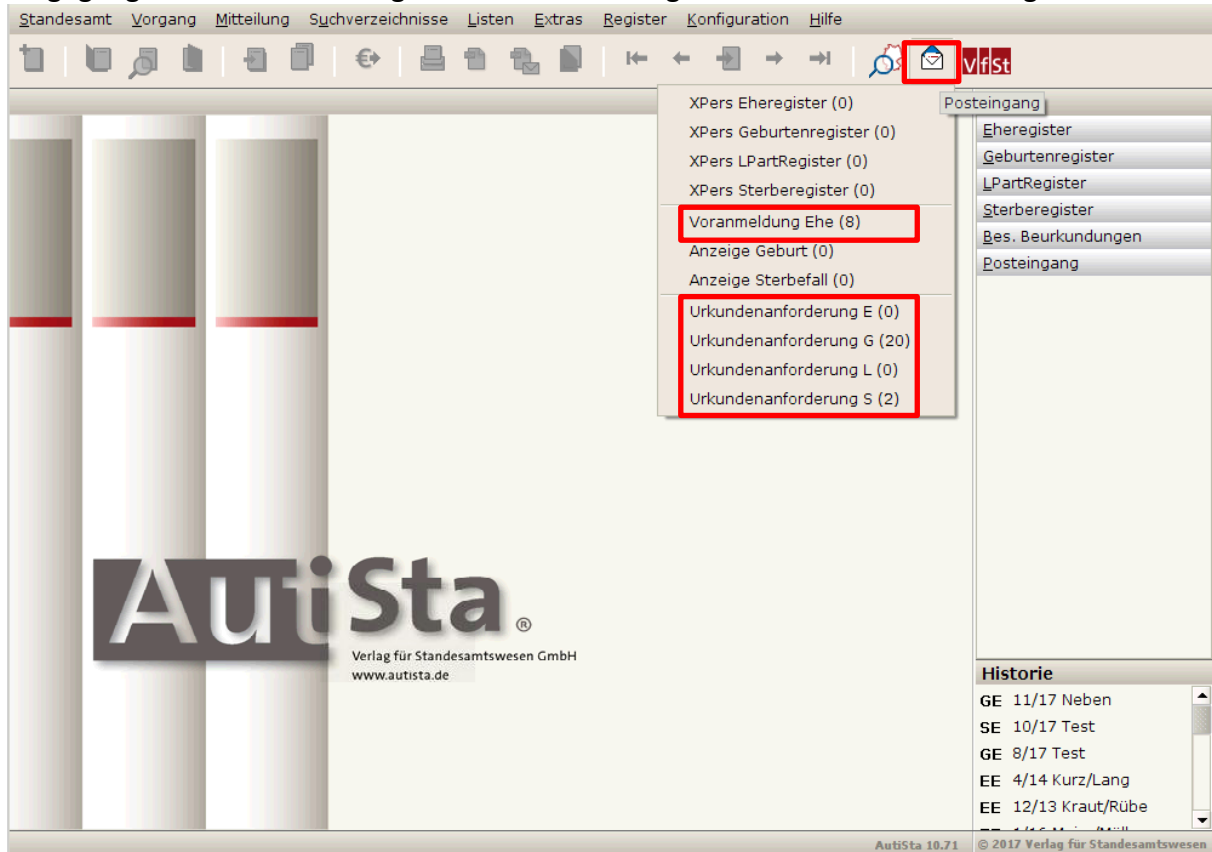 Standesamt Vorgang Mitteilung Suchverzeichnisse Listen Extras Register Konfiguration Hilfe
VfSt
Posteingang
XPers Eheregister (0)
XPers Geburtenregister (0)
XPers LPartRegister (0)
XPers Sterberegister (0)
Voranmeldung Ehe (8)
Anzeige Geburt (0)
Anzeige Sterbefall (0)
Urkundenanforderung E (0)
Urkundenanforderung G (20)
Urkundenanforderung L (0)
Urkundenanforderung S (2)
Eheregister
Geburtenregister
LPartRegister
Sterberegister
Bes. Beurkundungen
Posteingang
AutiSta ®
Verlag für Standesamtswesen GmbH
www.autista.de
Historie
GE 11/17 Neben
SE 10/17 Test
GE 8/17 Test
EE 4/14 Kurz/Lang
EE 12/13 Kraut/Rübe
AutiSta 10.71 © 2017 Verlag für Standesamtswesen